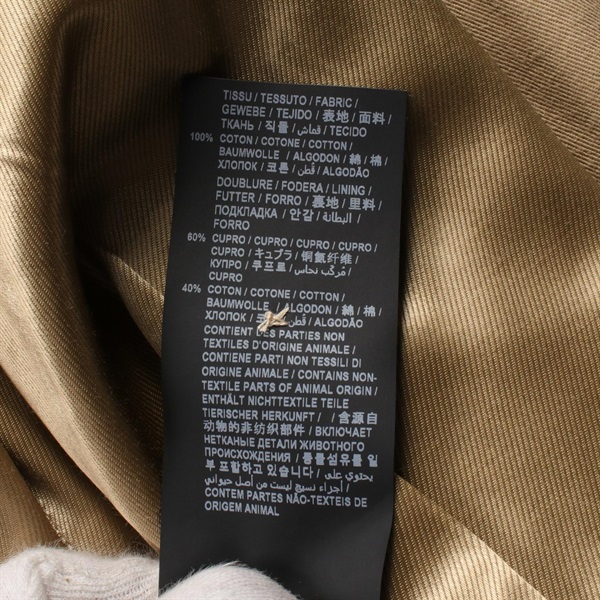 TISSU / TESSUTO / FABRIC /
GEWEBE / TEJIDO / 表地 / 面料 /
ТКАНЬ / 직물 / قماش / TECIDO
100% COTON / COTONE / COTTON /
BAUMWOLLE / ALGODON / 綿 / 棉 /
ХЛОПОК / 코튼 / قُطن / ALGODÃO
DOUBLURE / FODERA / LINING /
FUTTER / FORRO / 裏地 / 里料 /
ПОДКЛАДКА / 안감 / البطانة /
FORRO
60% CUPRO / CUPRO / CUPRO / CUPRO /
CUPRO / キュプラ / 铜氨纤维 /
КУПРО / 쿠프로 / مُركّب نحاس /
CUPRO
40% COTON / COTONE / COTTON /
BAUMWOLLE / ALGODON / 綿 / 棉 /
ХЛОПОК / قُطن / ALGODÃO
CONTIENT DES PARTIES NON
TEXTILES D'ORIGINE ANIMALE /
CONTIENE PARTI NON TESSILI DI
ORIGINE ANIMALE / CONTAINS NON-
TEXTILE PARTS OF ANIMAL ORIGIN /
ENTHÄLT NICHTTEXTILE TEILE
TIERISCHER HERKUNFT / / 含源自
动物的非纺织部件 / ВКЛЮЧАЕТ
НЕТКАНЫЕ ДЕТАЛИ ЖИВОТНОГО
ПРОИСХОЖДЕНИЯ / 동물섬유를 일
부 포함하고 있습니다 / يحتوي على
أجزاء نسيج ليست من أصل حيواني /
CONTÉM PARTES NÃO-TEXTEIS DE
ORIGEM ANIMAL